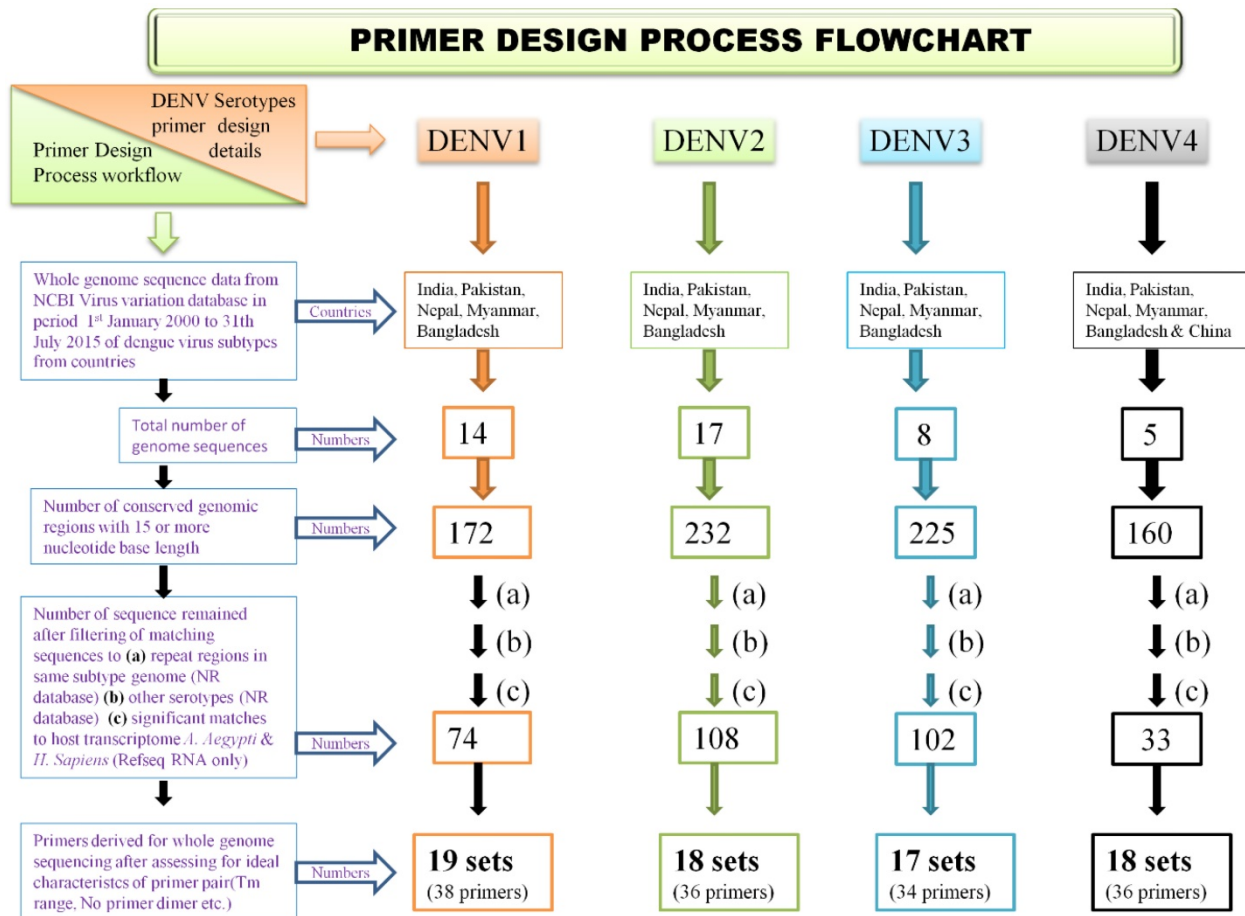 PRIMER DESIGN PROCESS FLOWCHART
DENV Serotypes
primer design
details
Primer Design
Process workflow
DENV1
DENV2
DENV3
DENV4
Whole genome sequence data from
NCBI Virus variation database in
period 1st January 2000 to 31th
July 2015 of dengue virus subtypes
from countries
Countries
India, Pakistan,
Nepal, Myanmar,
Bangladesh
India, Pakistan,
Nepal, Myanmar,
Bangladesh
India, Pakistan,
Nepal, Myanmar,
Bangladesh
India, Pakistan,
Nepal, Myanmar,
Bangladesh & China
Total number of
genome sequences
Numbers
14
17
8
5
Number of conserved genomic
regions with 15 or more
nucleotide base length
Numbers
172
232
225
160
Number of sequence remained
after filtering of matching
sequences to (a) repeat regions in
same subtype genome (NR
database) (b) other serotypes (NR
database) (c) significant matches
to host transcriptome A. Aegypti &
H. Sapiens (Refseq RNA only)
Numbers
(a)
(b)
(c)
(a)
(b)
(c)
(a)
(b)
(c)
(a)
(b)
(c)
74
108
102
33
Primers derived for whole genome
sequencing after assessing for ideal
characteristcs of primer pair(Tm
range, No primer dimer etc.)
Numbers
19 sets
(38 primers)
18 sets
(36 primers)
17 sets
(34 primers)
18 sets
(36 primers)